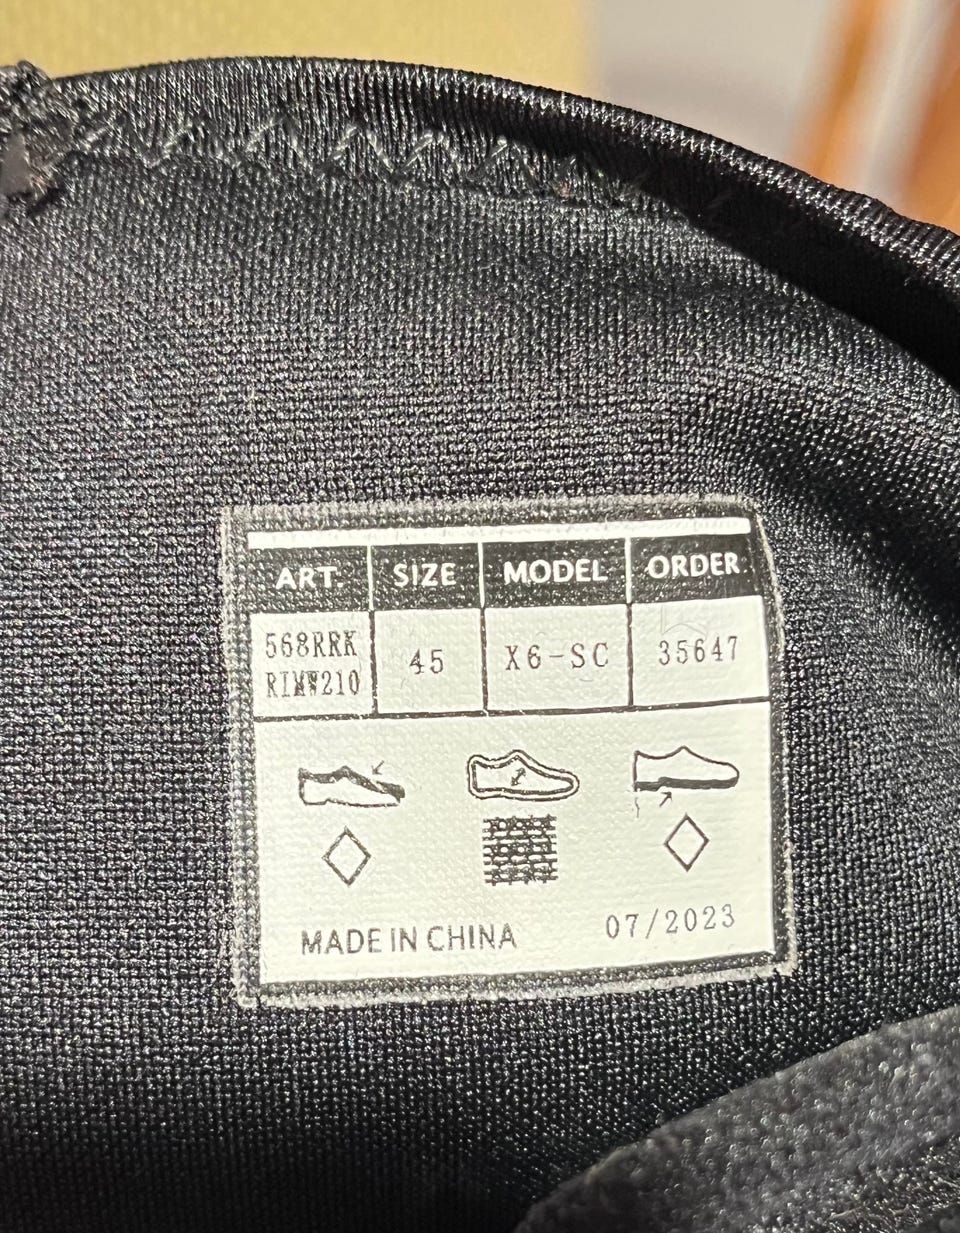 ART. SIZE MODEL ORDER
568RRK
RIMW210 45 X6-SC 35647
MADE IN CHINA 07/2023